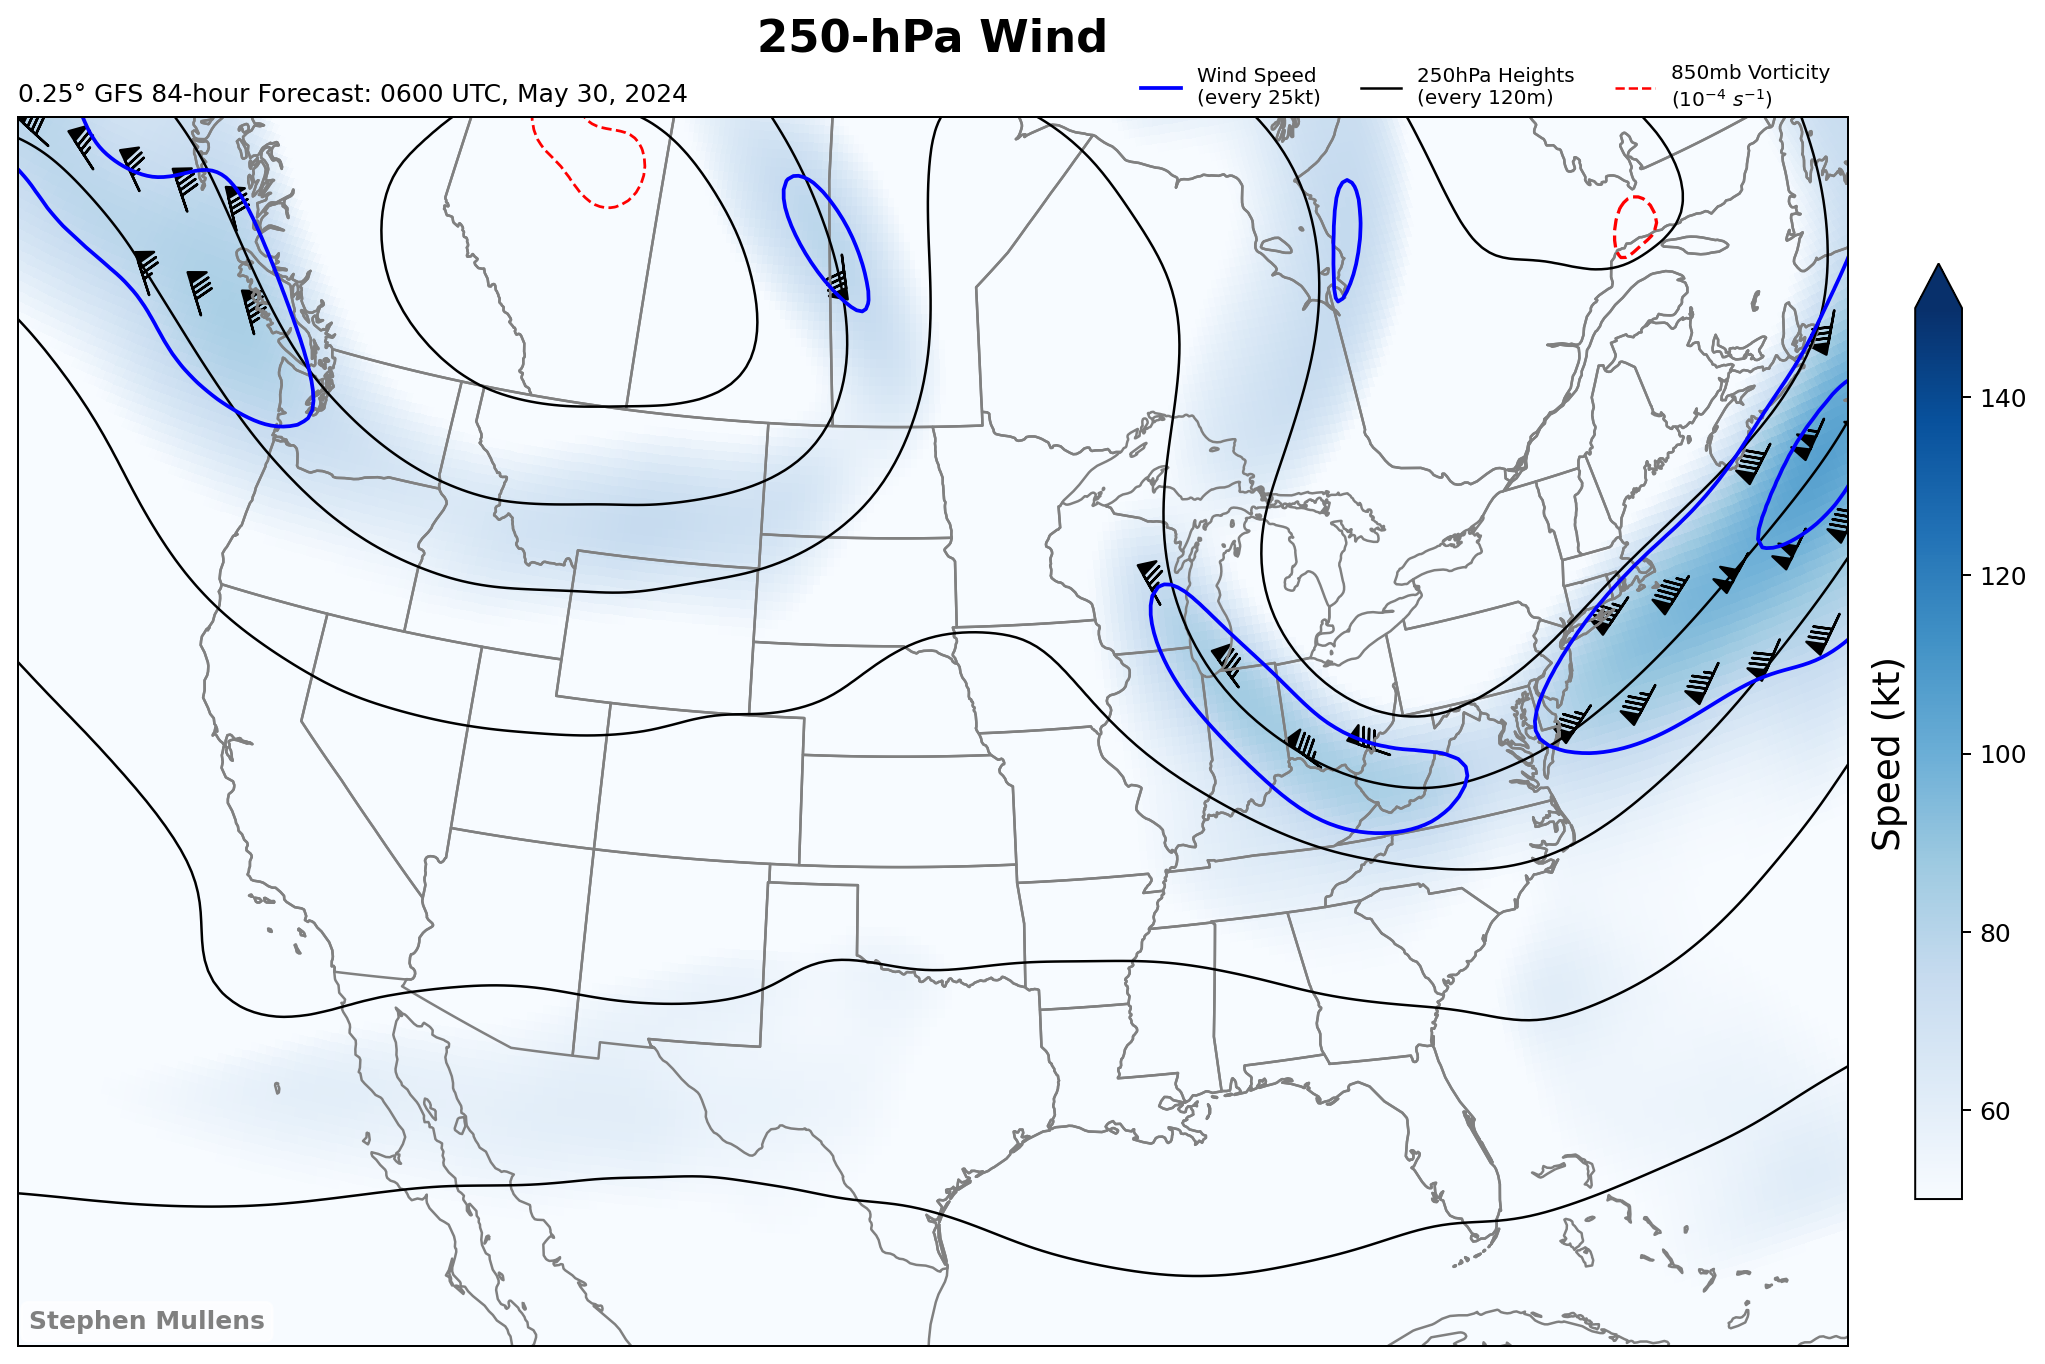 250-hPa Wind
0.25° GFS 84-hour Forecast: 0600 UTC, May 30, 2024
Wind Speed
(every 25kt)
250hPa Heights
(every 120m)
850mb Vorticity
(10⁻⁴ s⁻¹)
140
120
100
80
60
Speed (kt)
Stephen Mullens